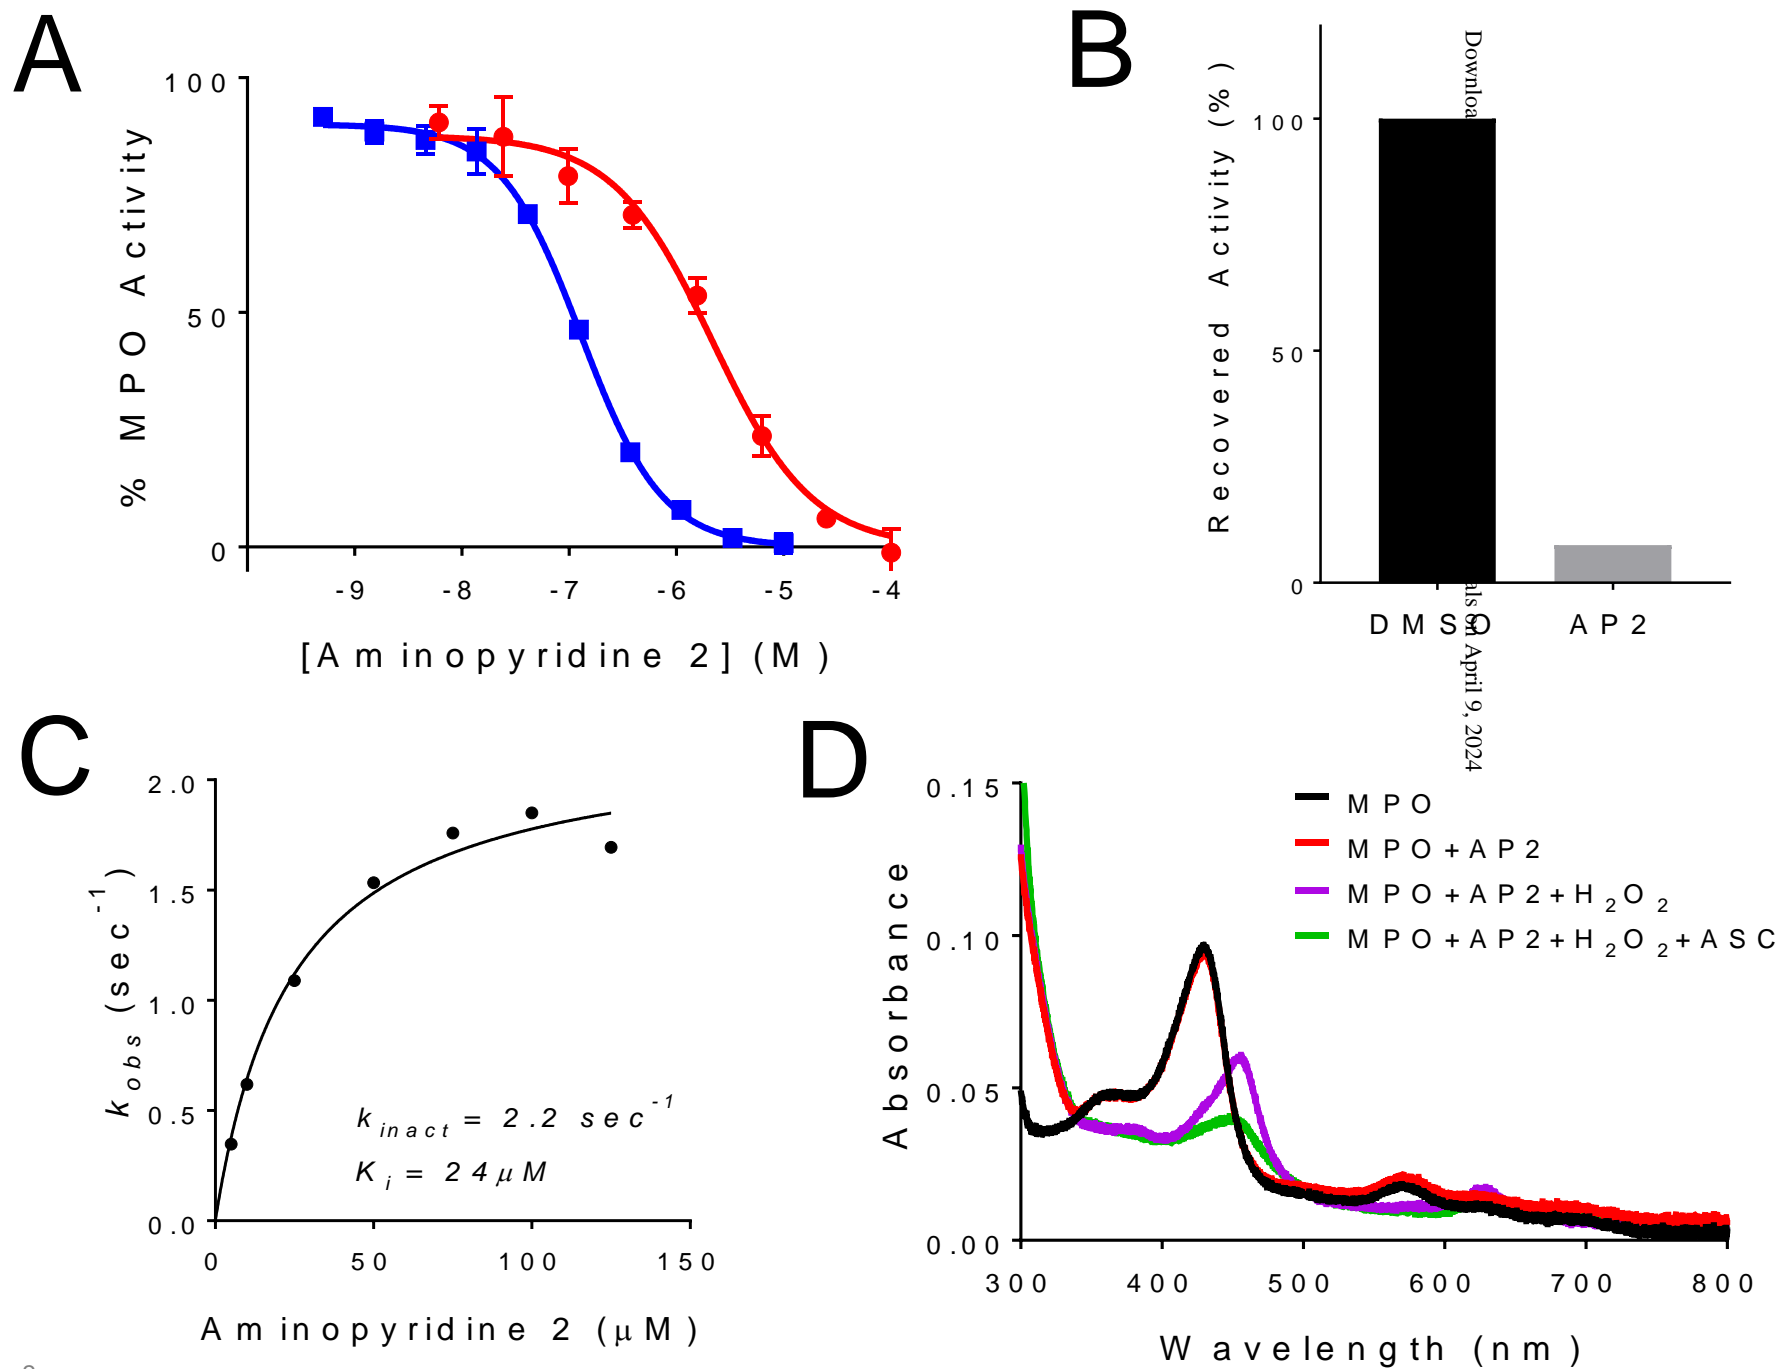 A
% MPO Activity
100
50
0
-9 -8 -7 -6 -5 -4
[Aminopyridine 2] (M)
B
Recovered Activity (%)
100
50
0
DMSO AP2
Downloa
als on April 9, 2024
C
k obs (sec -1)
2.0
1.5
1.0
0.5
0.0
0 50 100 150
k inact = 2.2 sec -1
K i = 24 μM
Aminopyridine 2 (μM)
D
Absorbance
0.15
0.10
0.05
0.00
300 400 500 600 700 800
Wavelength (nm)
MPO
MPO+AP2
MPO+AP2+H2O2
MPO+AP2+H2O2+ASC